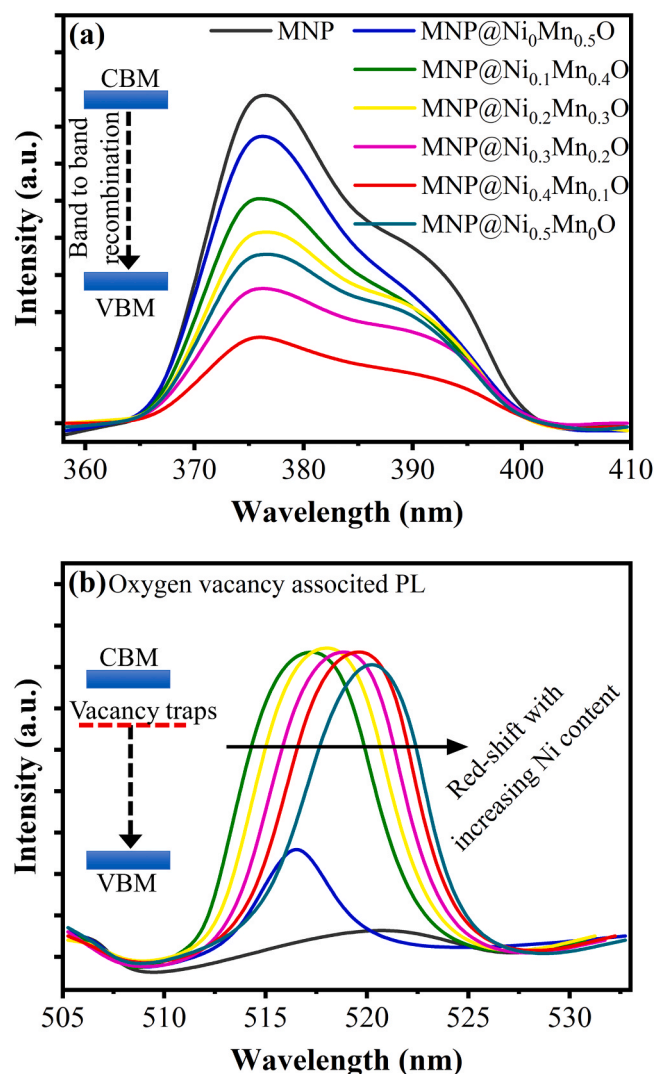 (a)
MNP
MNP@Ni₀Mn₀.₅O
MNP@Ni₀.₁Mn₀.₄O
MNP@Ni₀.₂Mn₀.₃O
MNP@Ni₀.₃Mn₀.₂O
MNP@Ni₀.₄Mn₀.₁O
MNP@Ni₀.₅Mn₀O
CBM
Band to band
recombination
VBM
Intensity (a.u.)
360 370 380 390 400 410
Wavelength (nm)
(b) Oxygen vacancy associted PL
CBM
Vacancy traps
VBM
Red-shift with
increasing Ni content
Intensity (a.u.)
505 510 515 520 525 530
Wavelength (nm)